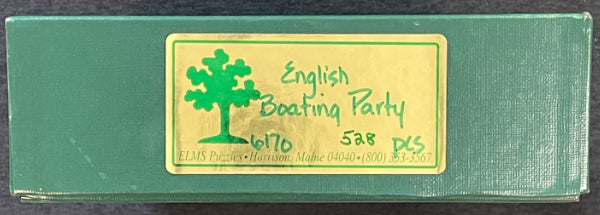 English
Boating Party
6170 528 DCS
ELMS Puzzles • Harrison, Maine 04040 • (800) 353-3567